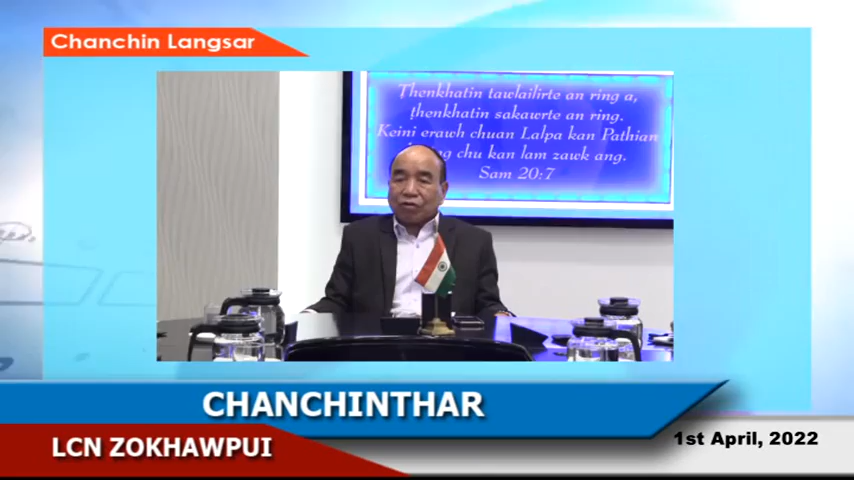 Chanchin Langsar
Ṭhenkhatin tawlailirte an ring a,
ṭhenkhatin sakawrte an ring.
Keini erawh chuan Lalpa kan Pathian
chu kan lam zawk ang.
Sam 20:7
CHANCHINTHAR
LCN ZOKHAWPUI
1st April, 2022